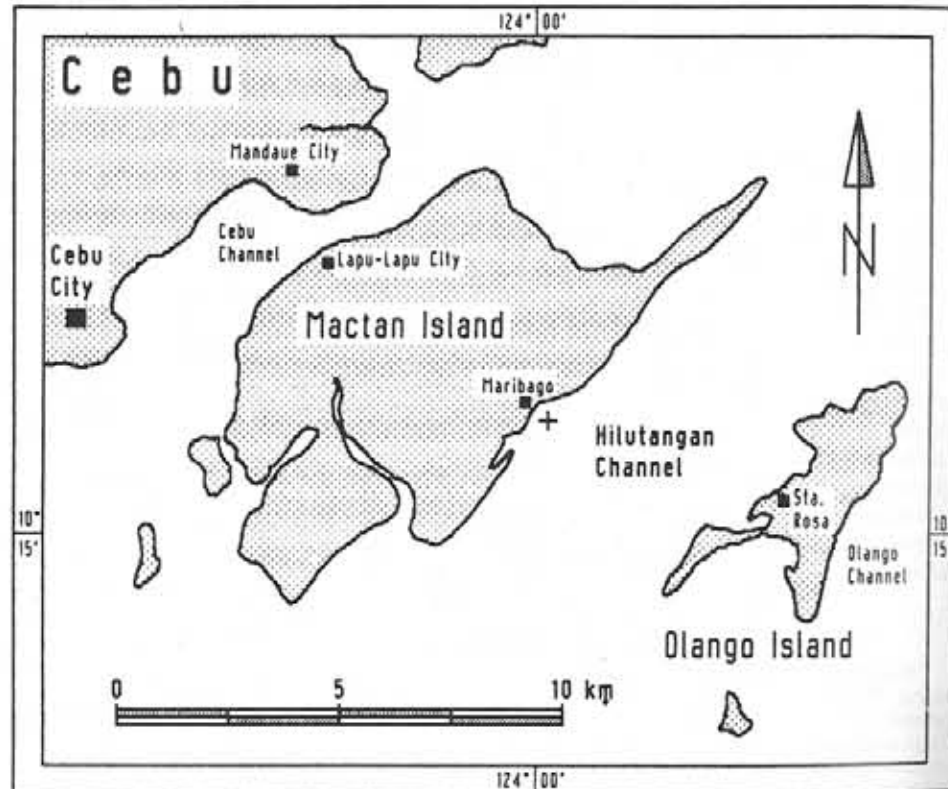 124° 00'
Cebu
Mandaue City
Cebu
Channel
Cebu
City
Lapu-Lapu City
N
Mactan Island
Maribago
Hilutangan
Channel
Sta.
Rosa
10°
15'
10
15
Olango
Channel
Olango Island
0 5 10 km
124° 00'